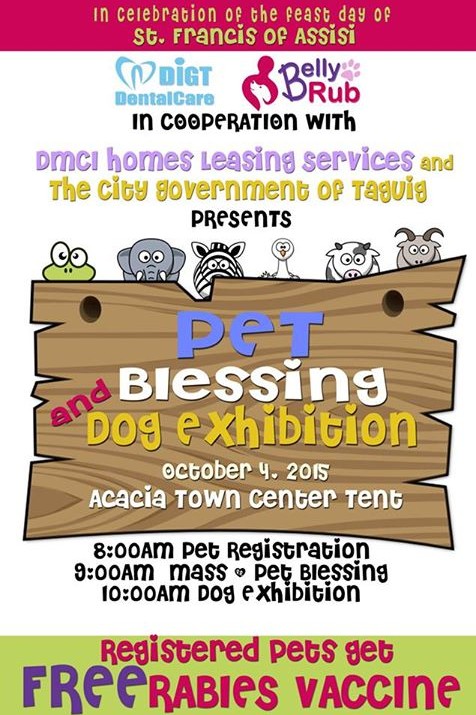 In celebration of the feast day of
St. Francis of Assisi
DIGT
DentalCare
Belly
Rub
In cooperation with
DMCI homes Leasing Services and
The City government of Taguig
presents
Pet
and Blessing
Dog Exhibition
October 4, 2015
Acacia Town Center Tent
8:00AM Pet Registration
9:00AM Mass & Pet Blessing
10:00AM Dog Exhibition
Registered pets get
FREE RABIES VACCINE